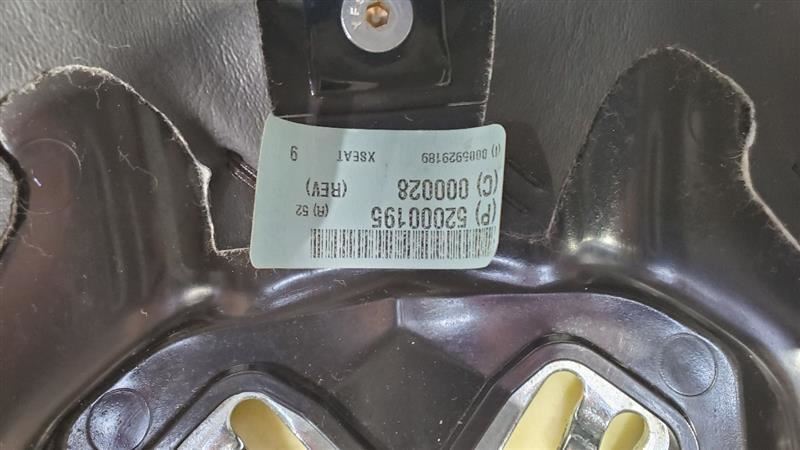 (P) 52000195 (R) 52
(C) 000028 (REV)
(I) 0005929189 XSEAT 9